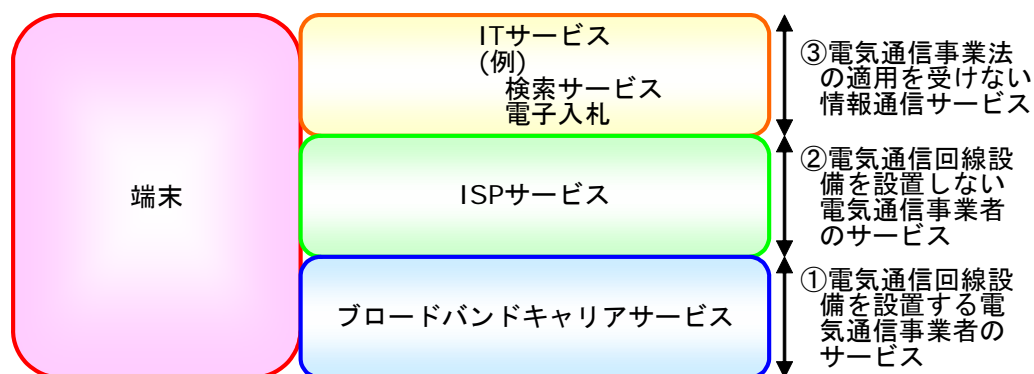 端末
ITサービス
(例)
検索サービス
電子入札
③電気通信事業法
の適用を受けない
情報通信サービス
ISPサービス
②電気通信回線設
備を設置しない
電気通信事業者
のサービス
ブロードバンドキャリアサービス
①電気通信回線設
備を設置する電
気通信事業者の
サービス